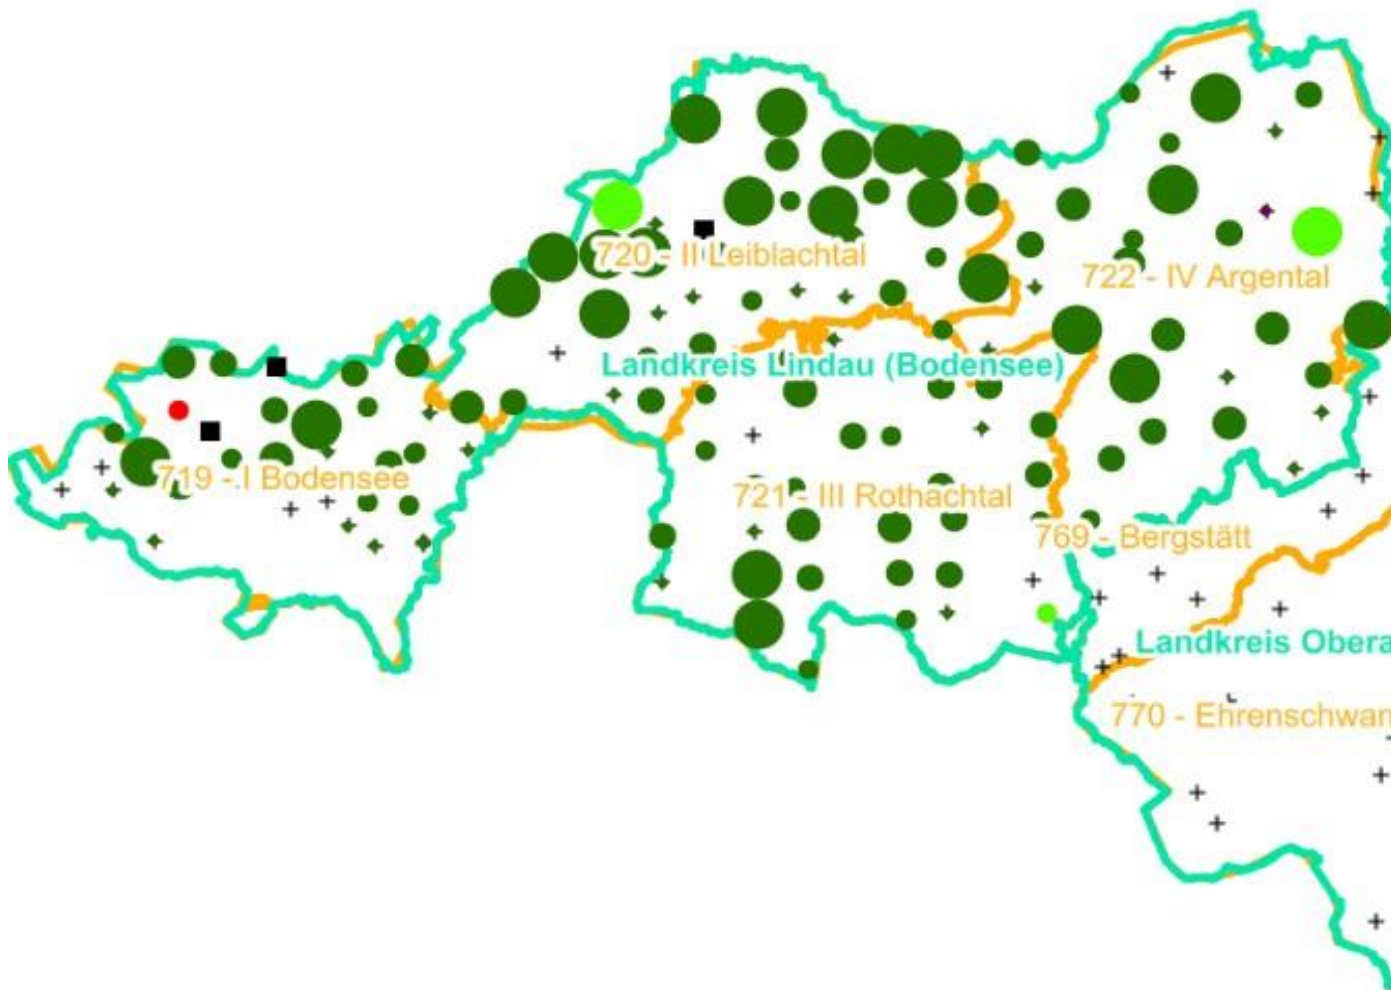 720 - II Leiblachtal
722 - IV Argental
Landkreis Lindau (Bodensee)
719 - I Bodensee
721 - III Rothachtal
769 - Bergstätt
Landkreis Obera
770 - Ehrenschwan